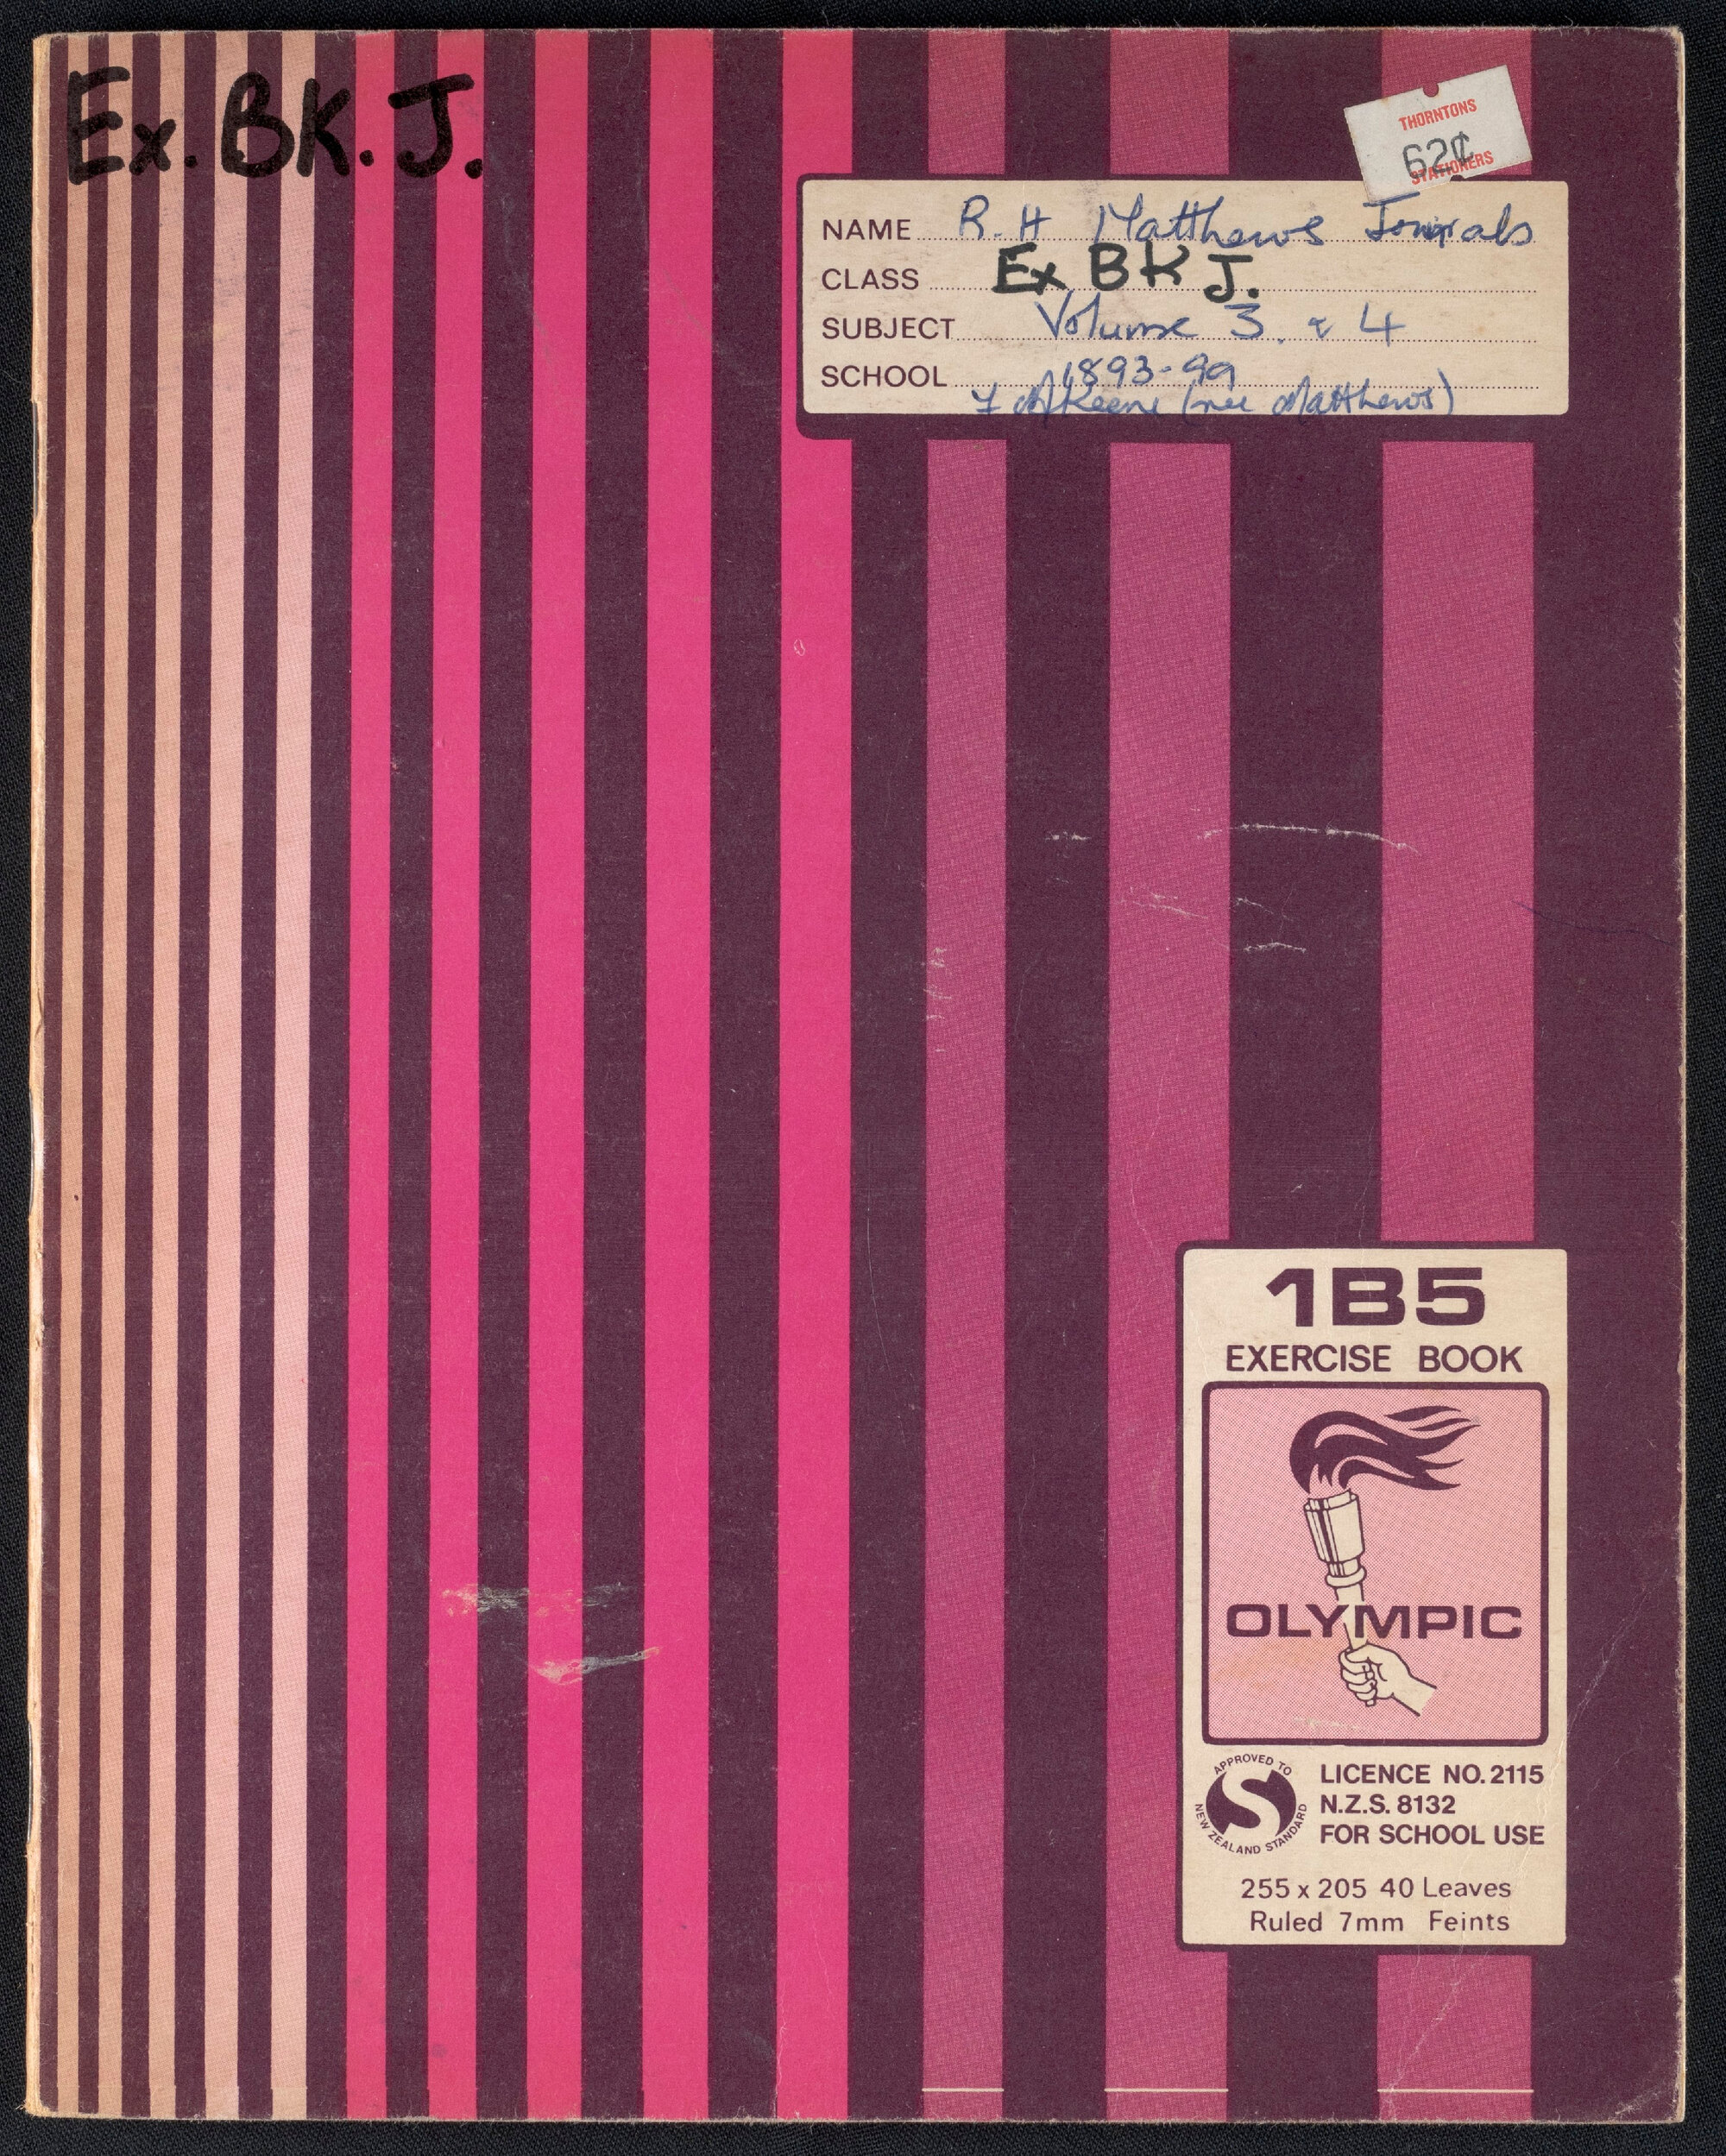 Ex. BK. J.
THORNTONS
62¢
STATIONERS
NAME R. H Matthews Journals
CLASS Ex BK J.
SUBJECT Volume 3. & 4
SCHOOL 1893-99
Keene (nee Matthews)
1B5
EXERCISE BOOK
OLYMPIC
APPROVED TO
NEW ZEALAND STANDARD
LICENCE NO. 2115
N.Z.S. 8132
FOR SCHOOL USE
255 x 205 40 Leaves
Ruled 7mm Feints